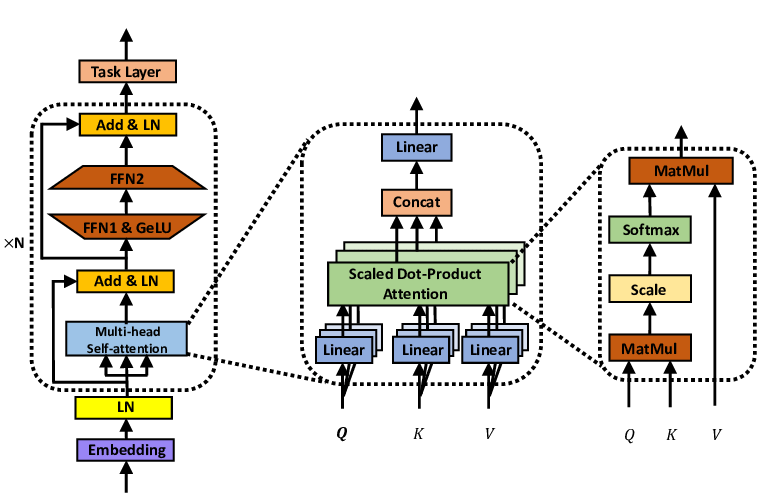 Task Layer
Add & LN
FFN2
FFN1 & GeLU
×N
Add & LN
Multi-head
Self-attention
LN
Embedding
Linear
Concat
Scaled Dot-Product
Attention
Linear
Linear
Linear
Q
K
V
MatMul
Softmax
Scale
MatMul
Q
K
V